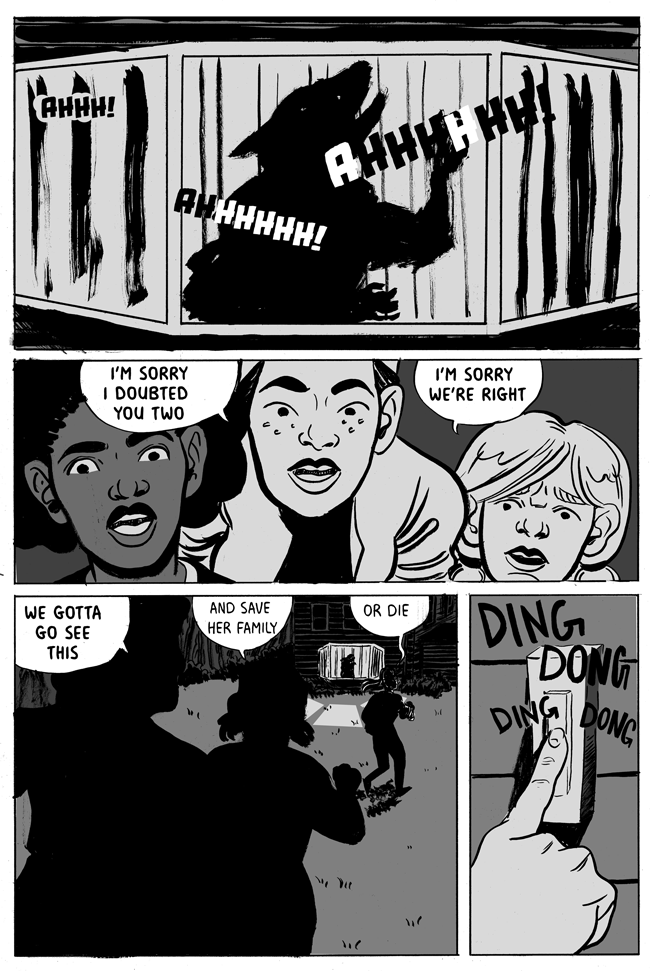 AHHH!
AHHHHHHH!
AHHHHHH!
I'M SORRY
I DOUBTED
YOU TWO
I'M SORRY
WE'RE RIGHT
WE GOTTA
GO SEE
THIS
AND SAVE
HER FAMILY
OR DIE
DING
DONG
DING DONG